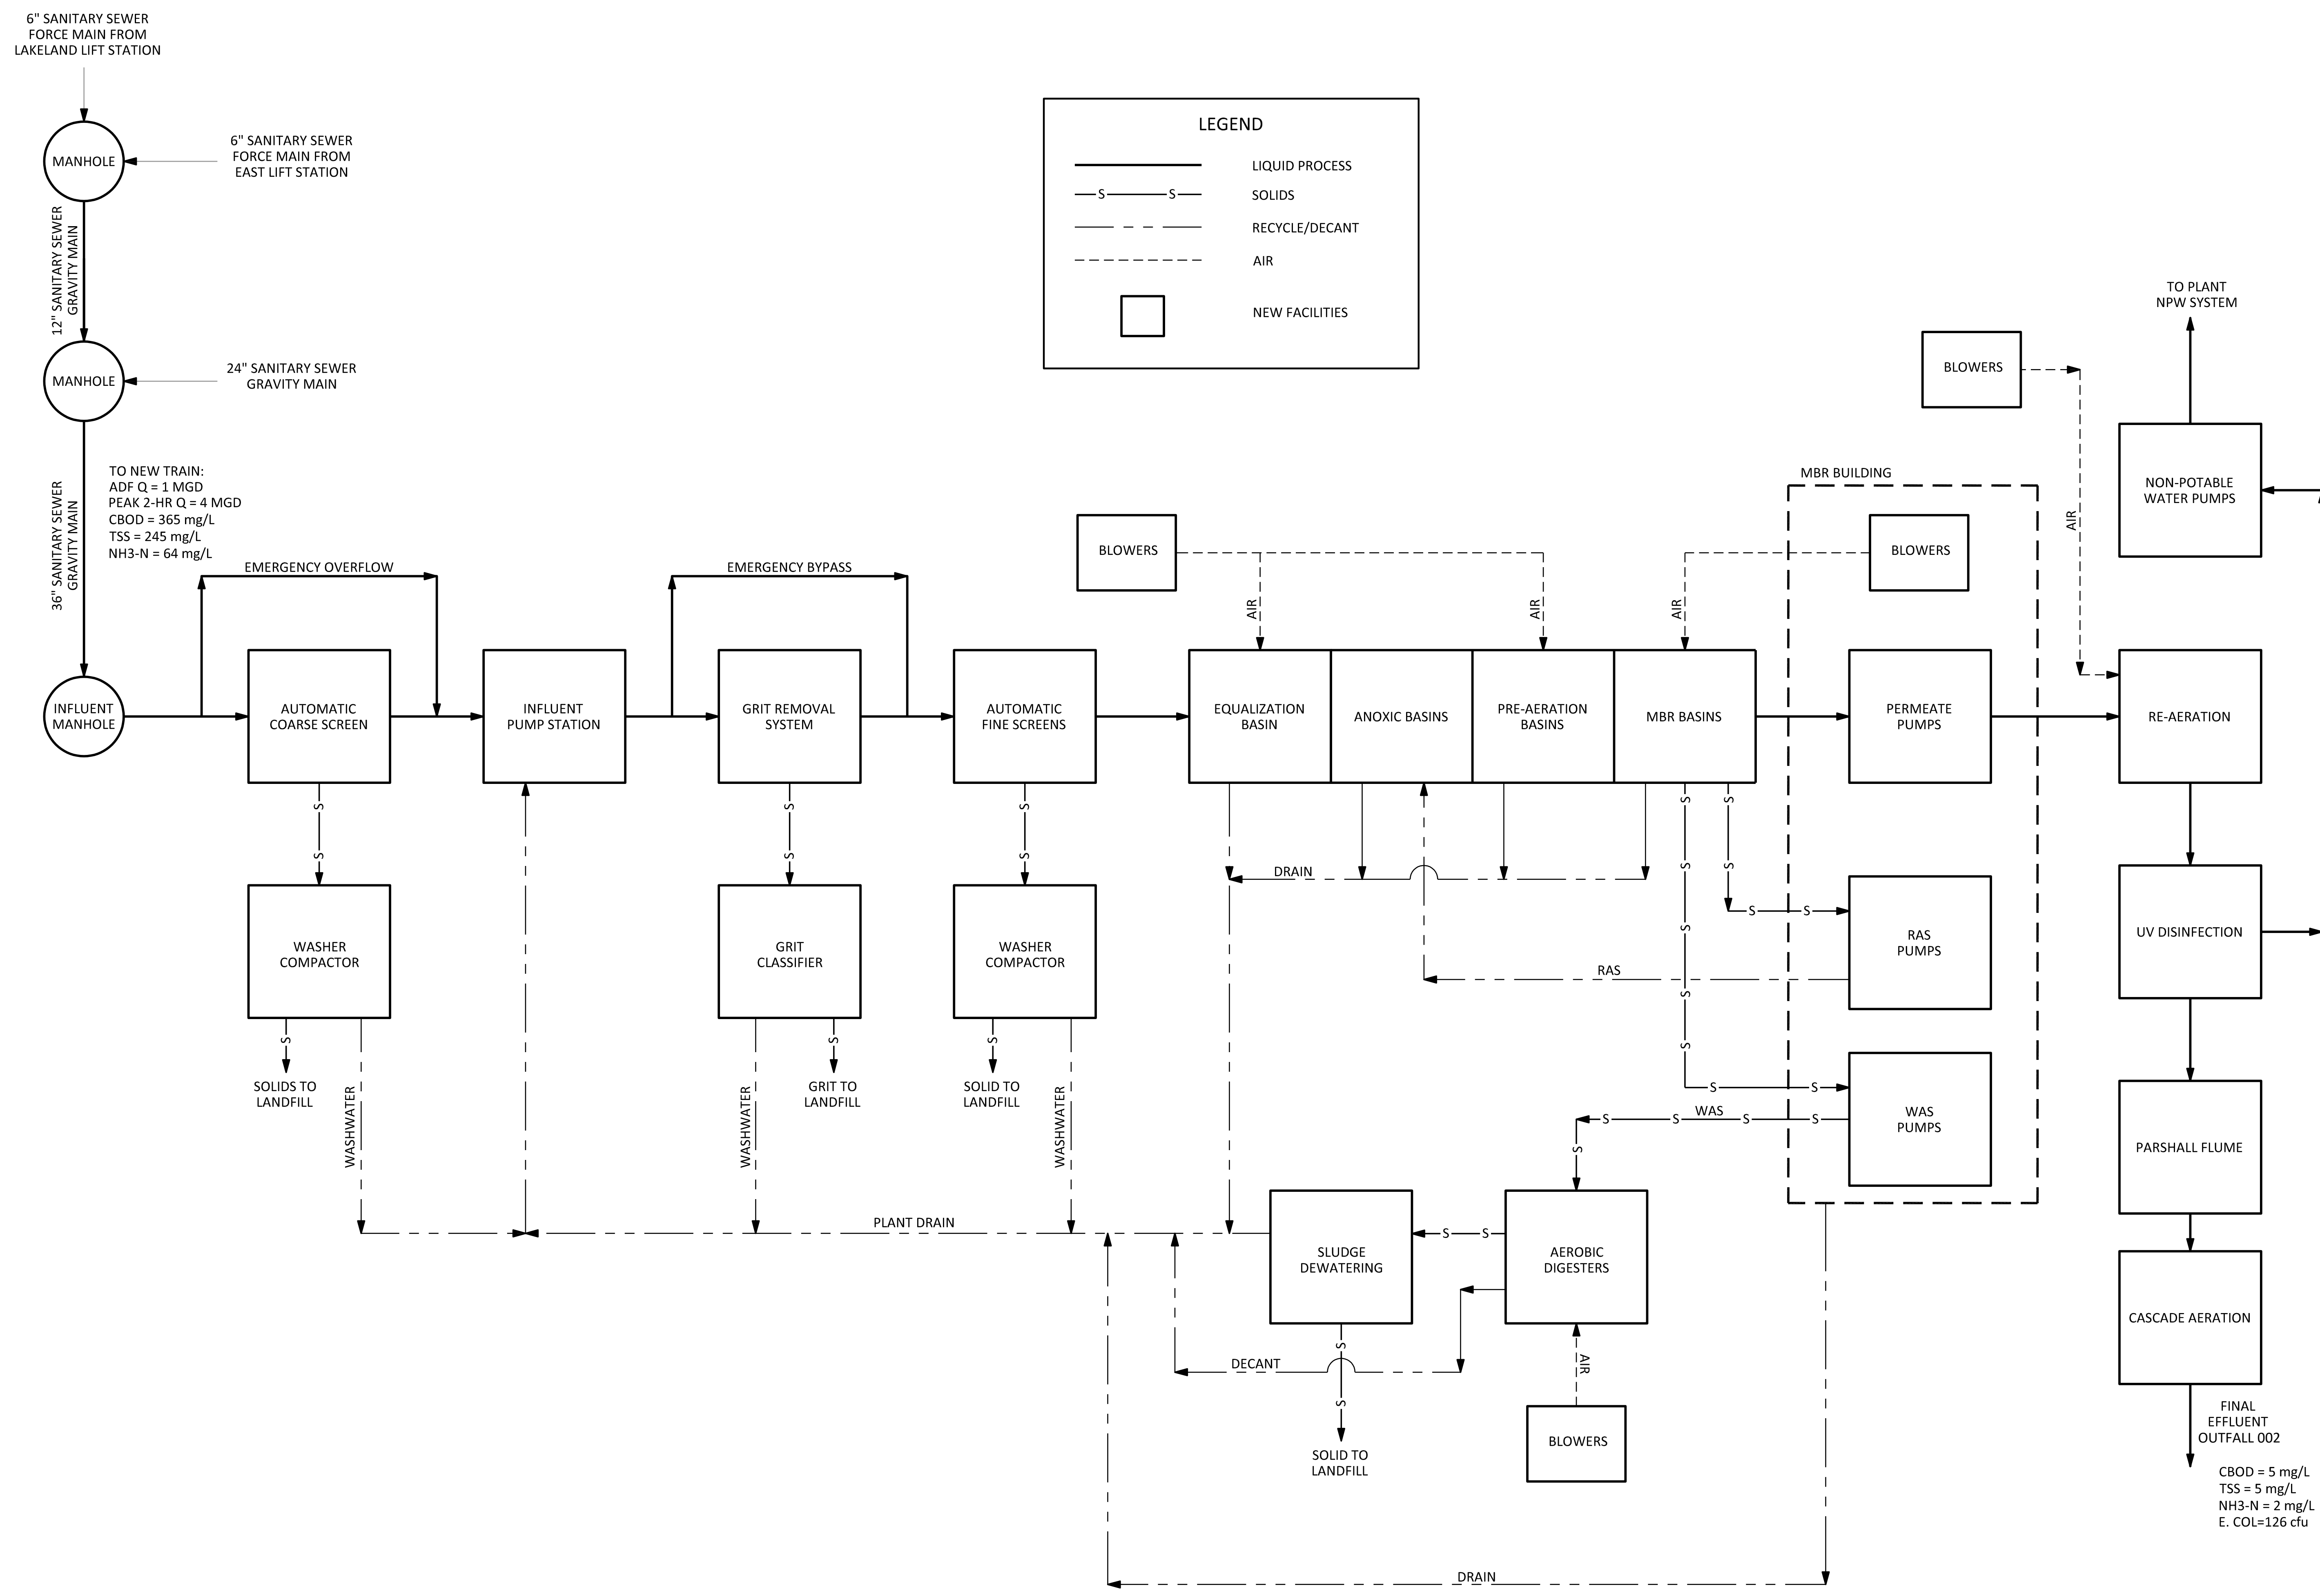 6" SANITARY SEWER
FORCE MAIN FROM
LAKELAND LIFT STATION
MANHOLE
6" SANITARY SEWER
FORCE MAIN FROM
EAST LIFT STATION
12" SANITARY SEWER
GRAVITY MAIN
MANHOLE
24" SANITARY SEWER
GRAVITY MAIN
36" SANITARY SEWER
GRAVITY MAIN
TO NEW TRAIN:
ADF Q = 1 MGD
PEAK 2-HR Q = 4 MGD
CBOD = 365 mg/L
TSS = 245 mg/L
NH3-N = 64 mg/L
LEGEND
LIQUID PROCESS
S S
SOLIDS
RECYCLE/DECANT
AIR
NEW FACILITIES
EMERGENCY OVERFLOW
EMERGENCY BYPASS
BLOWERS
AIR
AIR
AIR
MBR BUILDING
BLOWERS
BLOWERS
AIR
TO PLANT
NPW SYSTEM
NON-POTABLE
WATER PUMPS
INFLUENT
MANHOLE
AUTOMATIC
COARSE SCREEN
INFLUENT
PUMP STATION
GRIT REMOVAL
SYSTEM
AUTOMATIC
FINE SCREENS
EQUALIZATION
BASIN
ANOXIC BASINS
PRE-AERATION
BASINS
MBR BASINS
PERMEATE
PUMPS
RE-AERATION
S
S
S
S
S
S
S
S
S
S
DRAIN
WASHER
COMPACTOR
GRIT
CLASSIFIER
WASHER
COMPACTOR
S S
S
RAS
PUMPS
RAS
S
S
UV DISINFECTION
S
S
S
SOLIDS TO
LANDFILL
WASHWATER
WASHWATER
GRIT TO
LANDFILL
SOLID TO
LANDFILL
WASHWATER
S S
S S WAS S S
WAS
PUMPS
S
PARSHALL FLUME
PLANT DRAIN
SLUDGE
DEWATERING
S S
AEROBIC
DIGESTERS
CASCADE AERATION
S
DECANT
AIR
S
BLOWERS
SOLID TO
LANDFILL
FINAL
EFFLUENT
OUTFALL 002
CBOD = 5 mg/L
TSS = 5 mg/L
NH3-N = 2 mg/L
E. COL=126 cfu
DRAIN